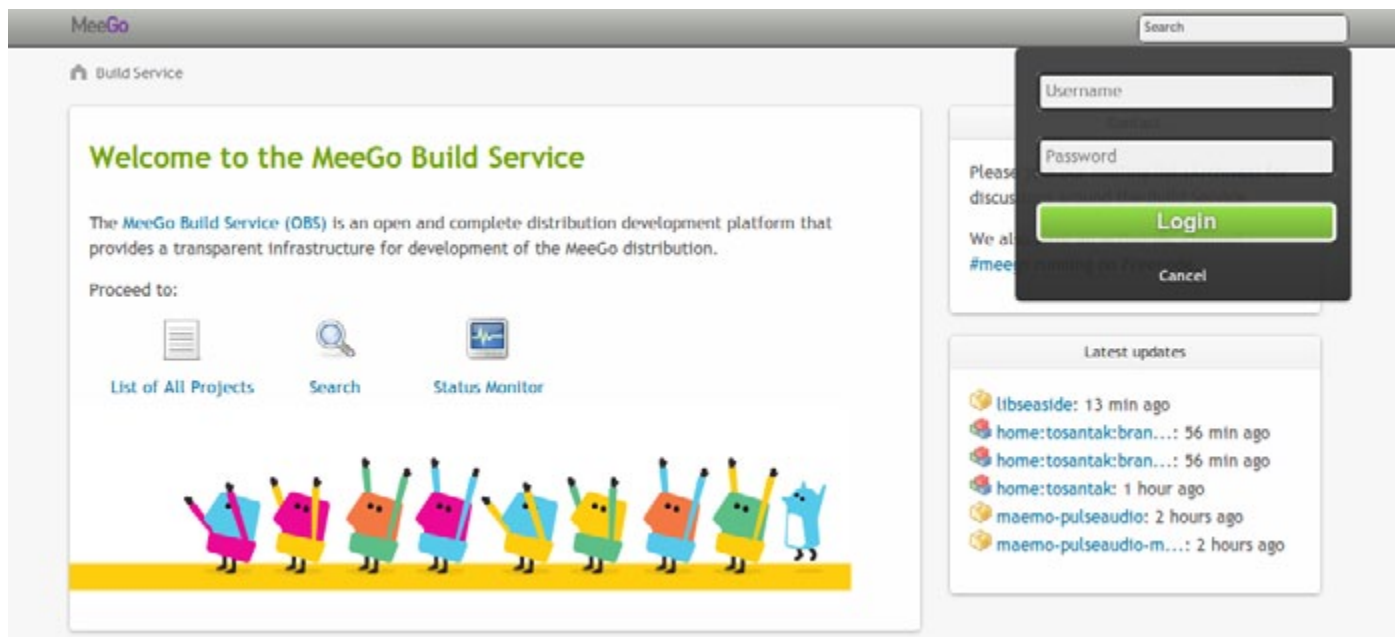 MeeGo
Search
Build Service
Username
Password
Login
Cancel
Welcome to the MeeGo Build Service
The MeeGo Build Service (OBS) is an open and complete distribution development platform that
provides a transparent infrastructure for development of the MeeGo distribution.
Proceed to:
List of All Projects
Search
Status Monitor
Please
We al
Latest updates
libseaside: 13 min ago
home:tosantak:bran...: 56 min ago
home:tosantak:bran...: 56 min ago
home:tosantak: 1 hour ago
maemo-pulseaudio: 2 hours ago
maemo-pulseaudio-m...: 2 hours ago